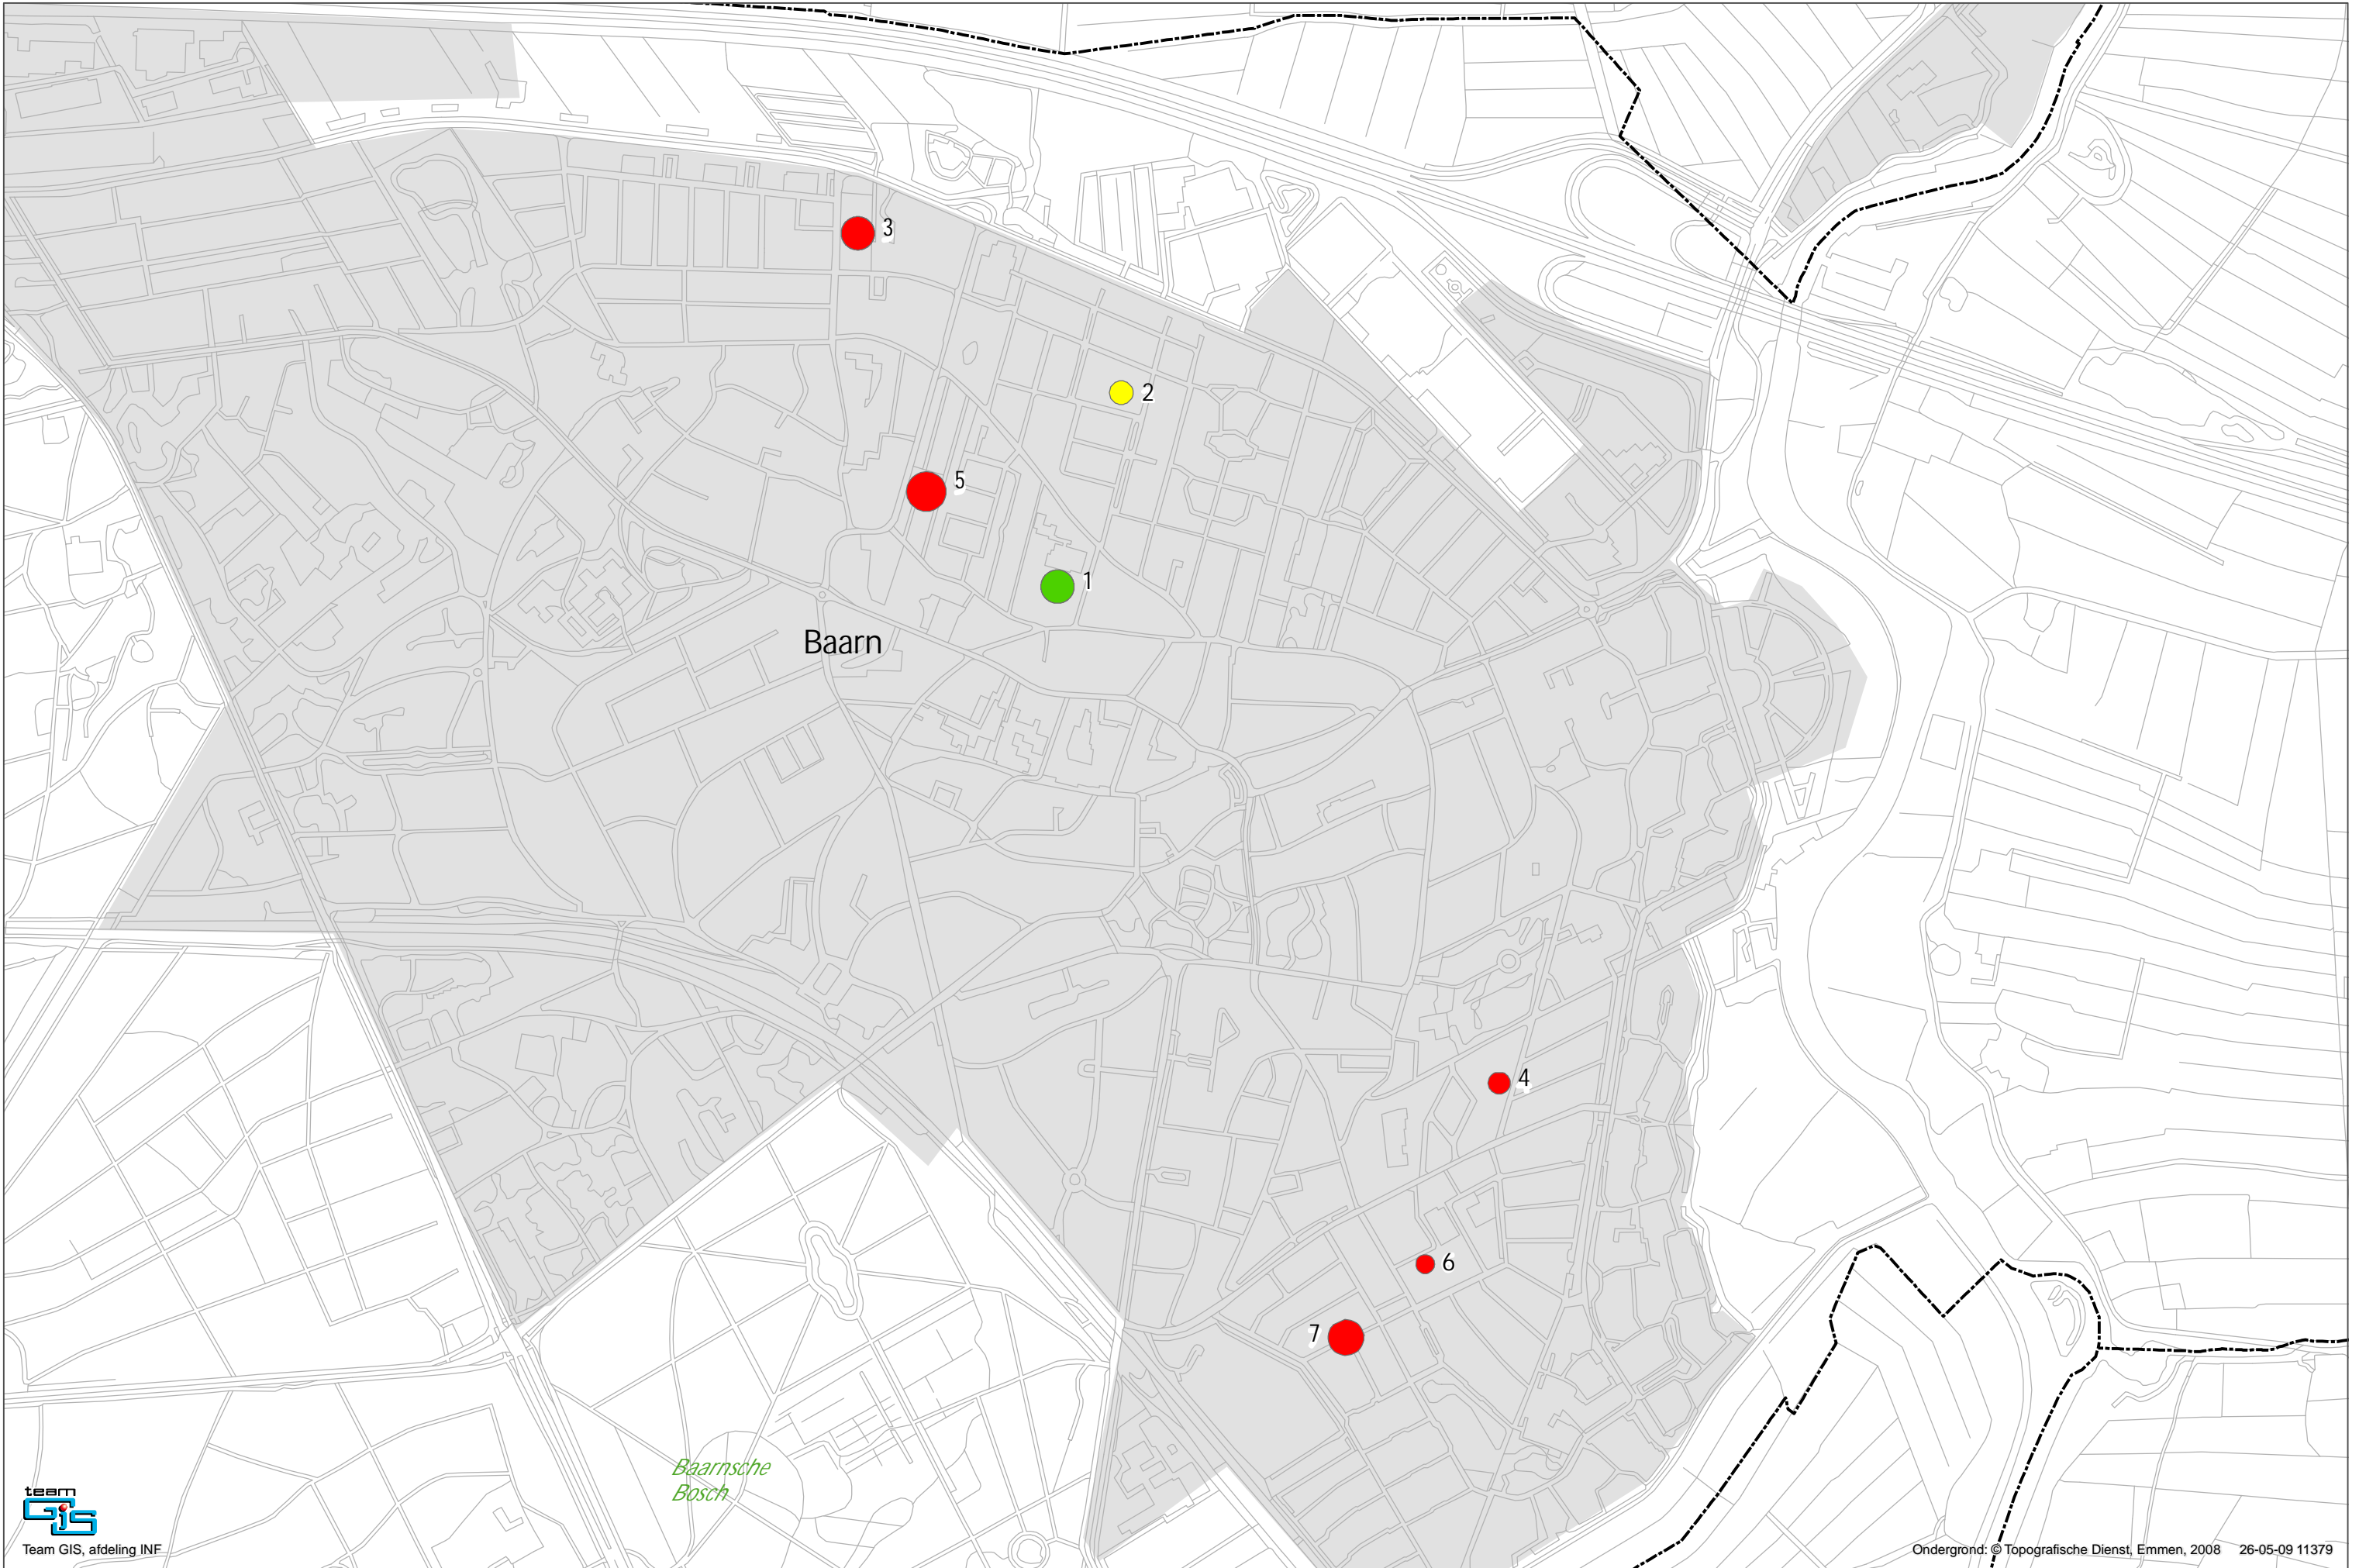 3
2
5
1
Baarn
4
6
7
Baarnsche
Bosch
team
GIS
Team GIS, afdeling INF
Ondergrond: © Topografische Dienst, Emmen, 2008 26-05-09 11379